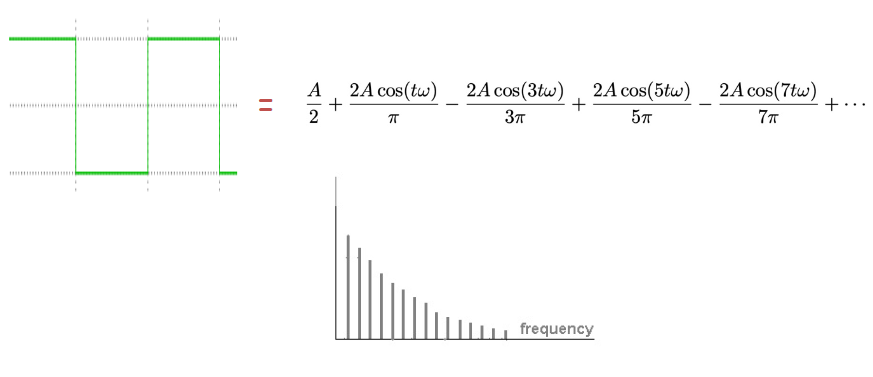 = A/2 + 2A cos(tω)/π − 2A cos(3tω)/3π + 2A cos(5tω)/5π − 2A cos(7tω)/7π + ⋯
frequency